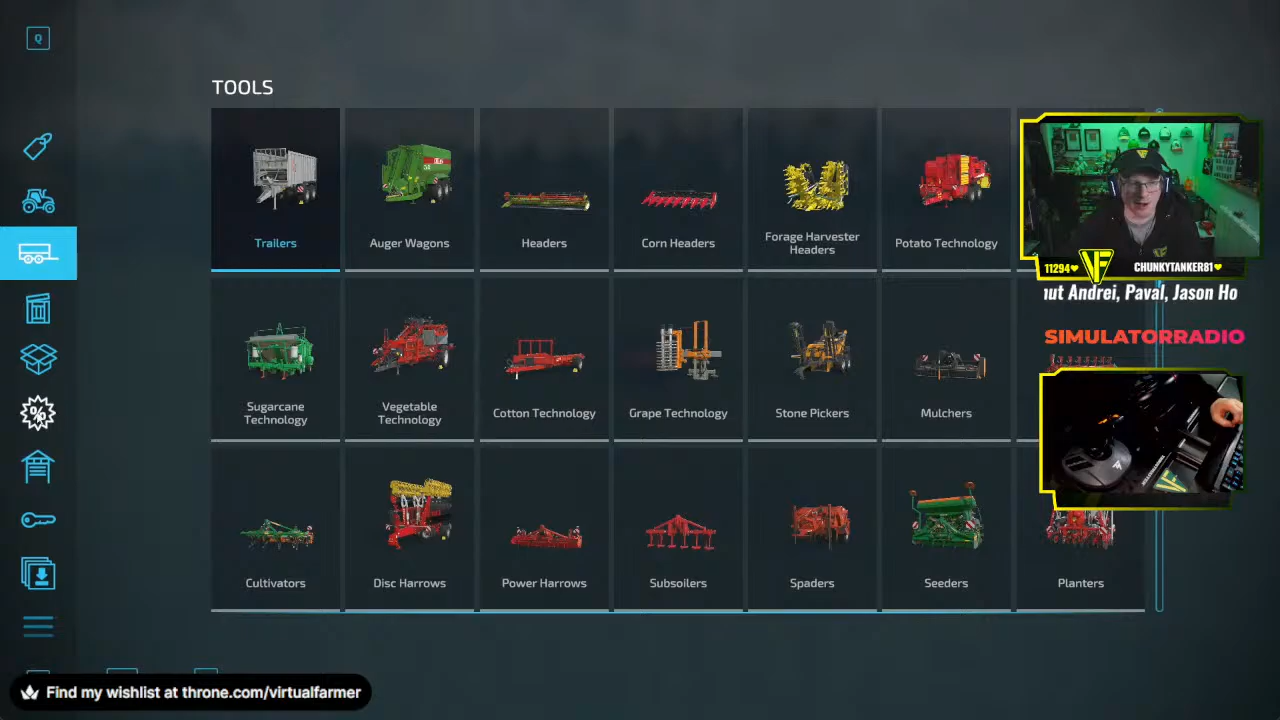 Q
TOOLS
Trailers
Auger Wagons
Headers
Corn Headers
Forage Harvester
Headers
Potato Technology
11294
VF
CHUNKYTANKER81
nut Andrei, Paval, Jason Ho
SIMULATORRADIO
Sugarcane
Technology
Vegetable
Technology
Cotton Technology
Grape Technology
Stone Pickers
Mulchers
%
Cultivators
Disc Harrows
Power Harrows
Subsoilers
Spaders
Seeders
Planters
Find my wishlist at throne.com/virtualfarmer